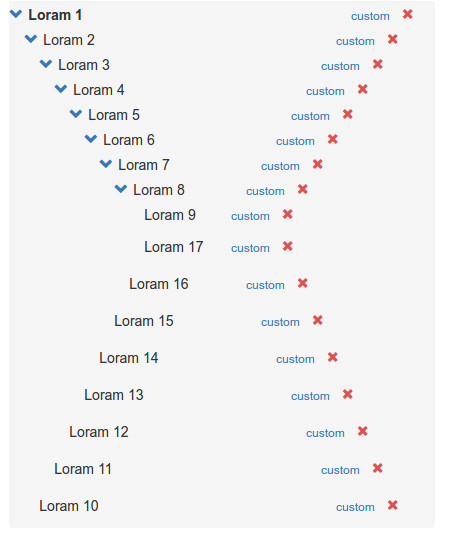 Loram 1 custom
Loram 2 custom
Loram 3 custom
Loram 4 custom
Loram 5 custom
Loram 6 custom
Loram 7 custom
Loram 8 custom
Loram 9 custom
Loram 17 custom
Loram 16 custom
Loram 15 custom
Loram 14 custom
Loram 13 custom
Loram 12 custom
Loram 11 custom
Loram 10 custom